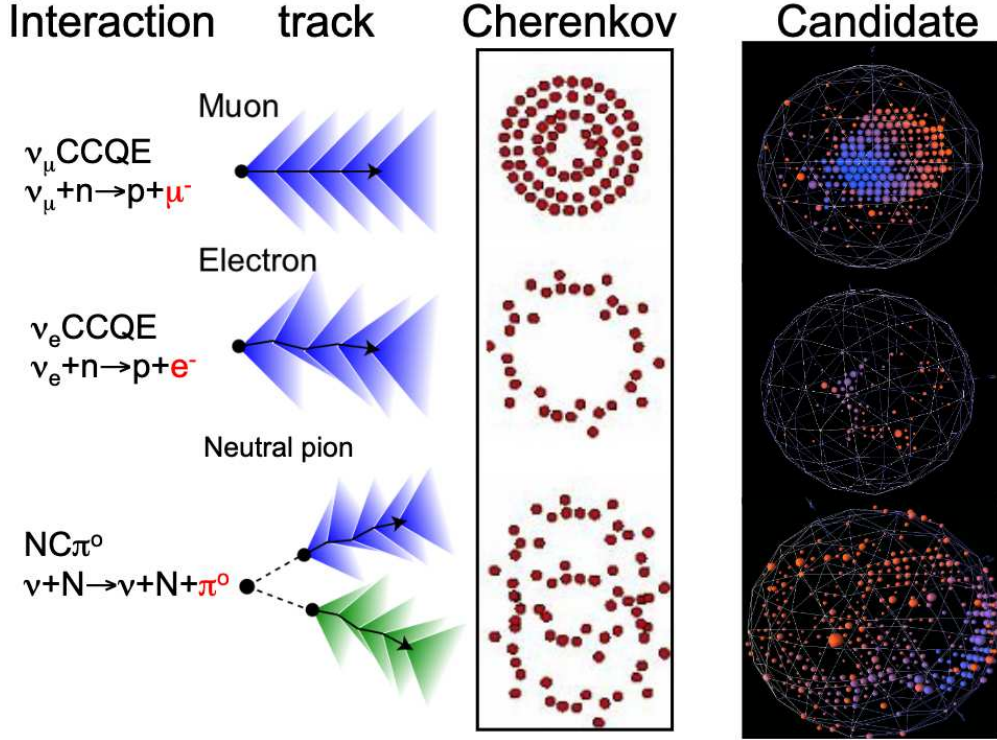 Interaction track Cherenkov Candidate
Muon
νμCCQE
νμ+n→p+μ-
Electron
νeCCQE
νe+n→p+e-
Neutral pion
NCπo
ν+N→ν+N+πo